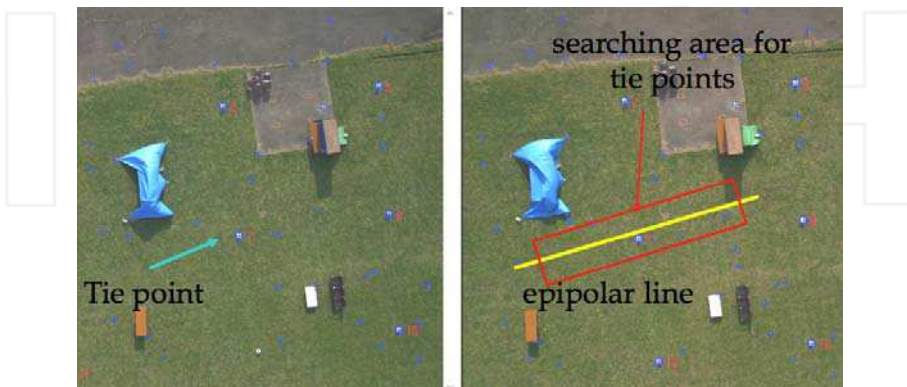 searching area for
tie points
Tie point
epipolar line